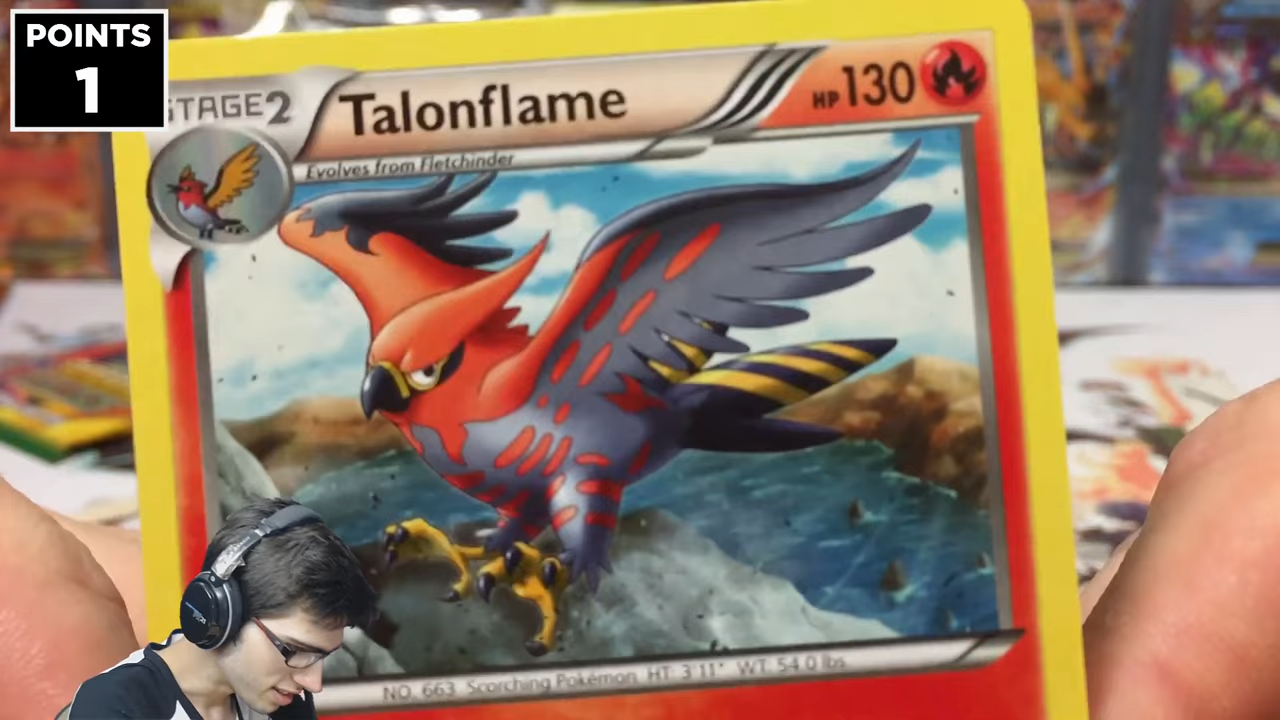 POINTS
1
STAGE2
Talonflame
HP 130
Evolves from Fletchinder
NO. 663 Scorching Pokémon HT: 3'11" WT: 54.0 lbs